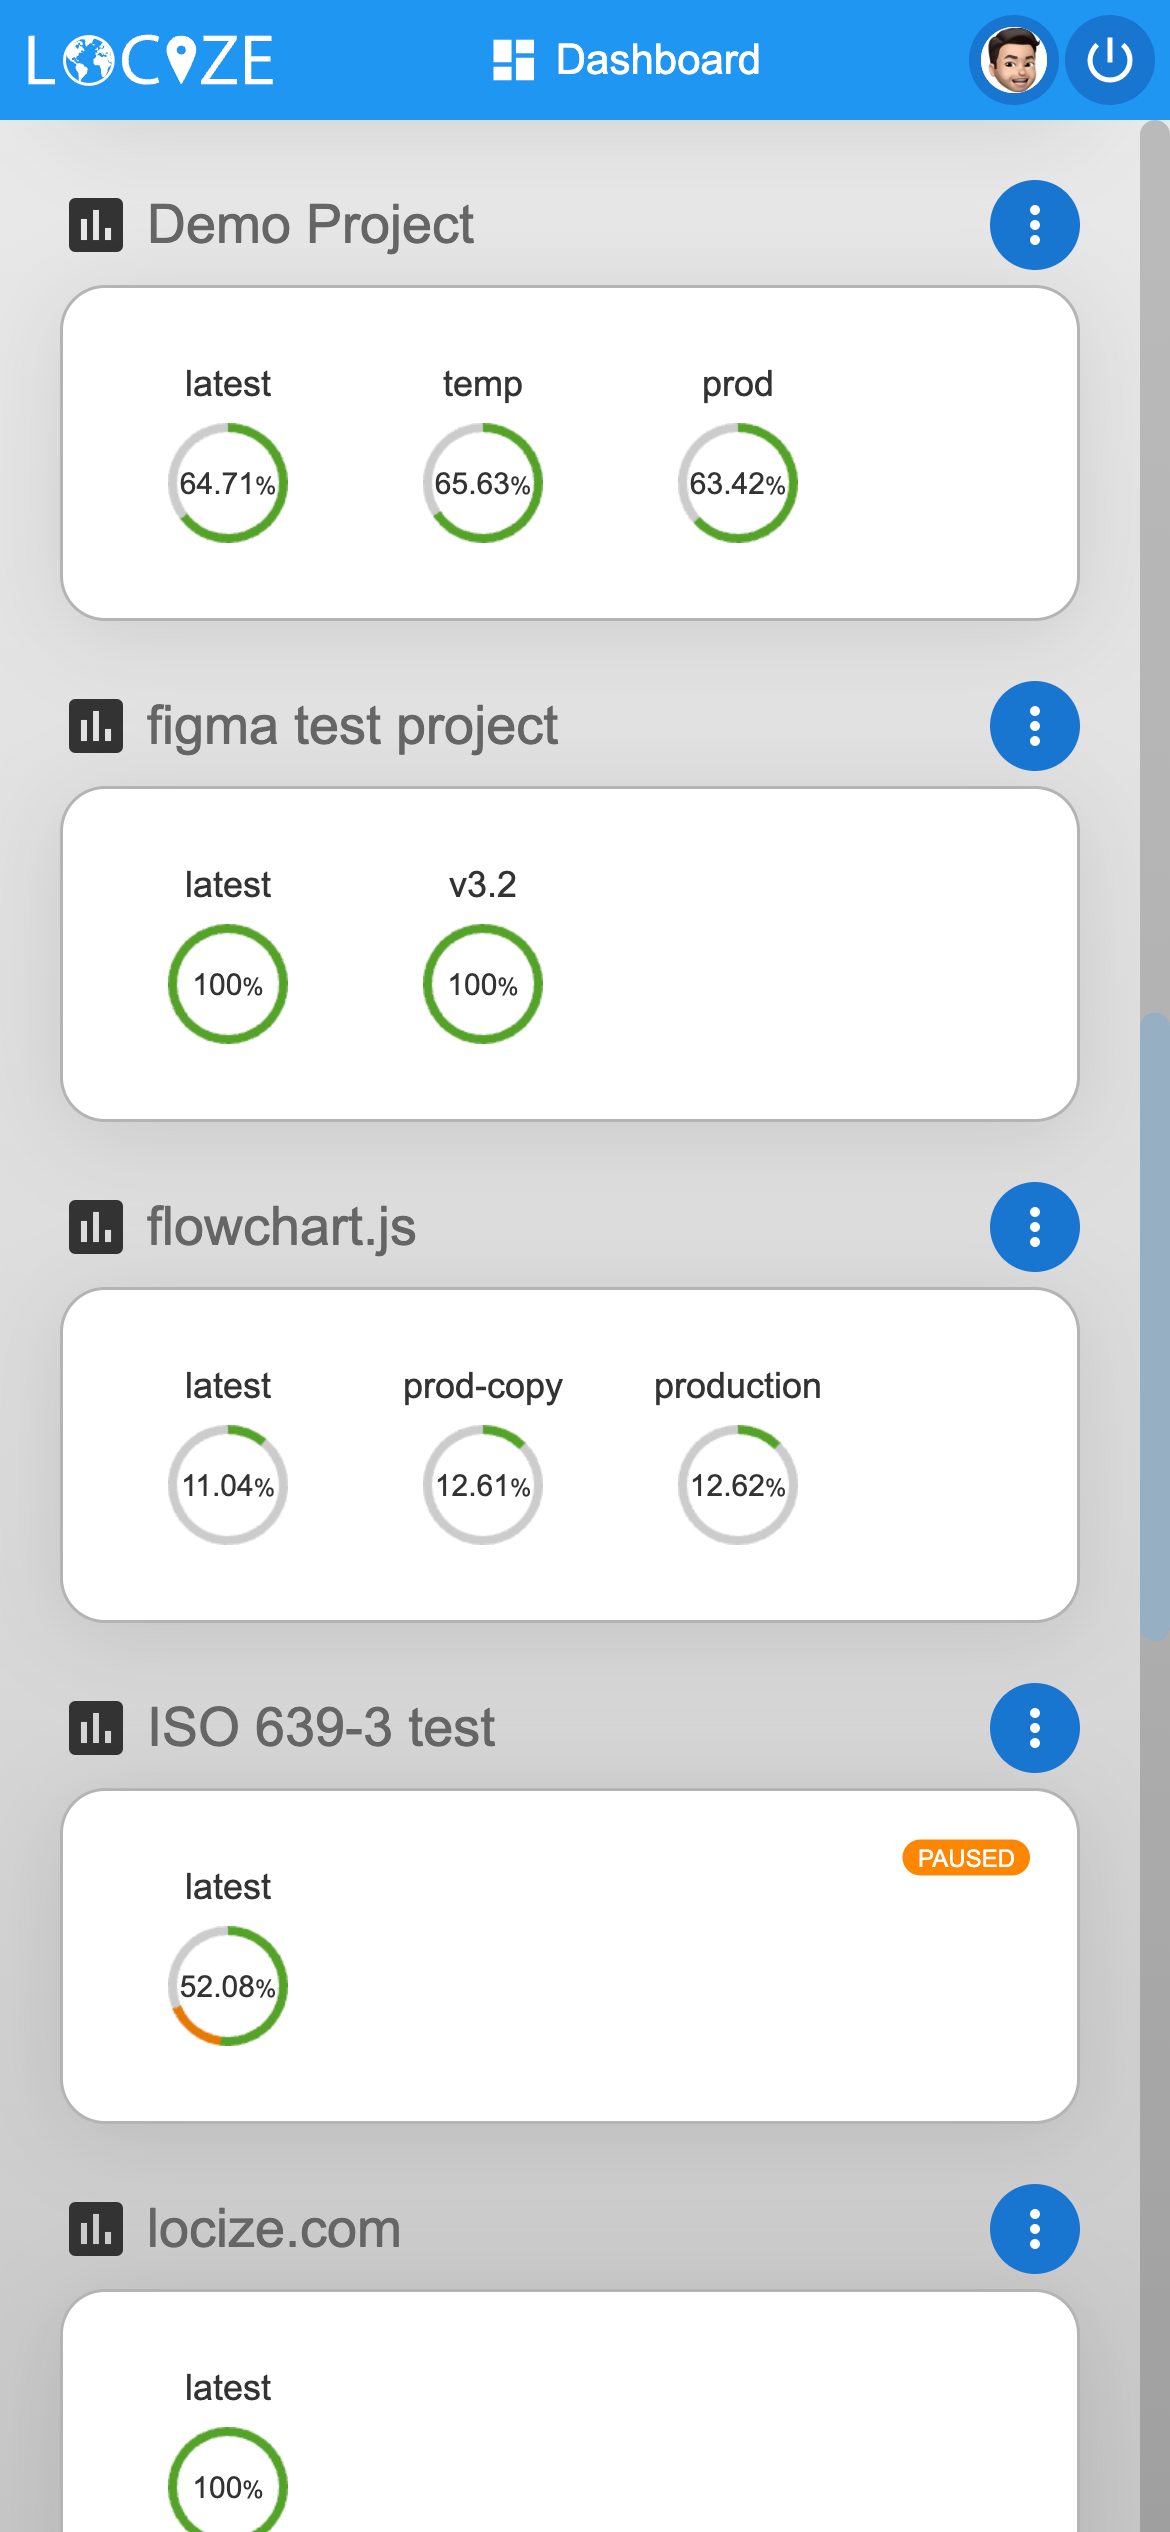 LOCIZE
Dashboard
Demo Project
latest temp prod
64.71% 65.63% 63.42%
figma test project
latest v3.2
100% 100%
flowchart.js
latest prod-copy production
11.04% 12.61% 12.62%
ISO 639-3 test
PAUSED
latest
52.08%
locize.com
latest
100%